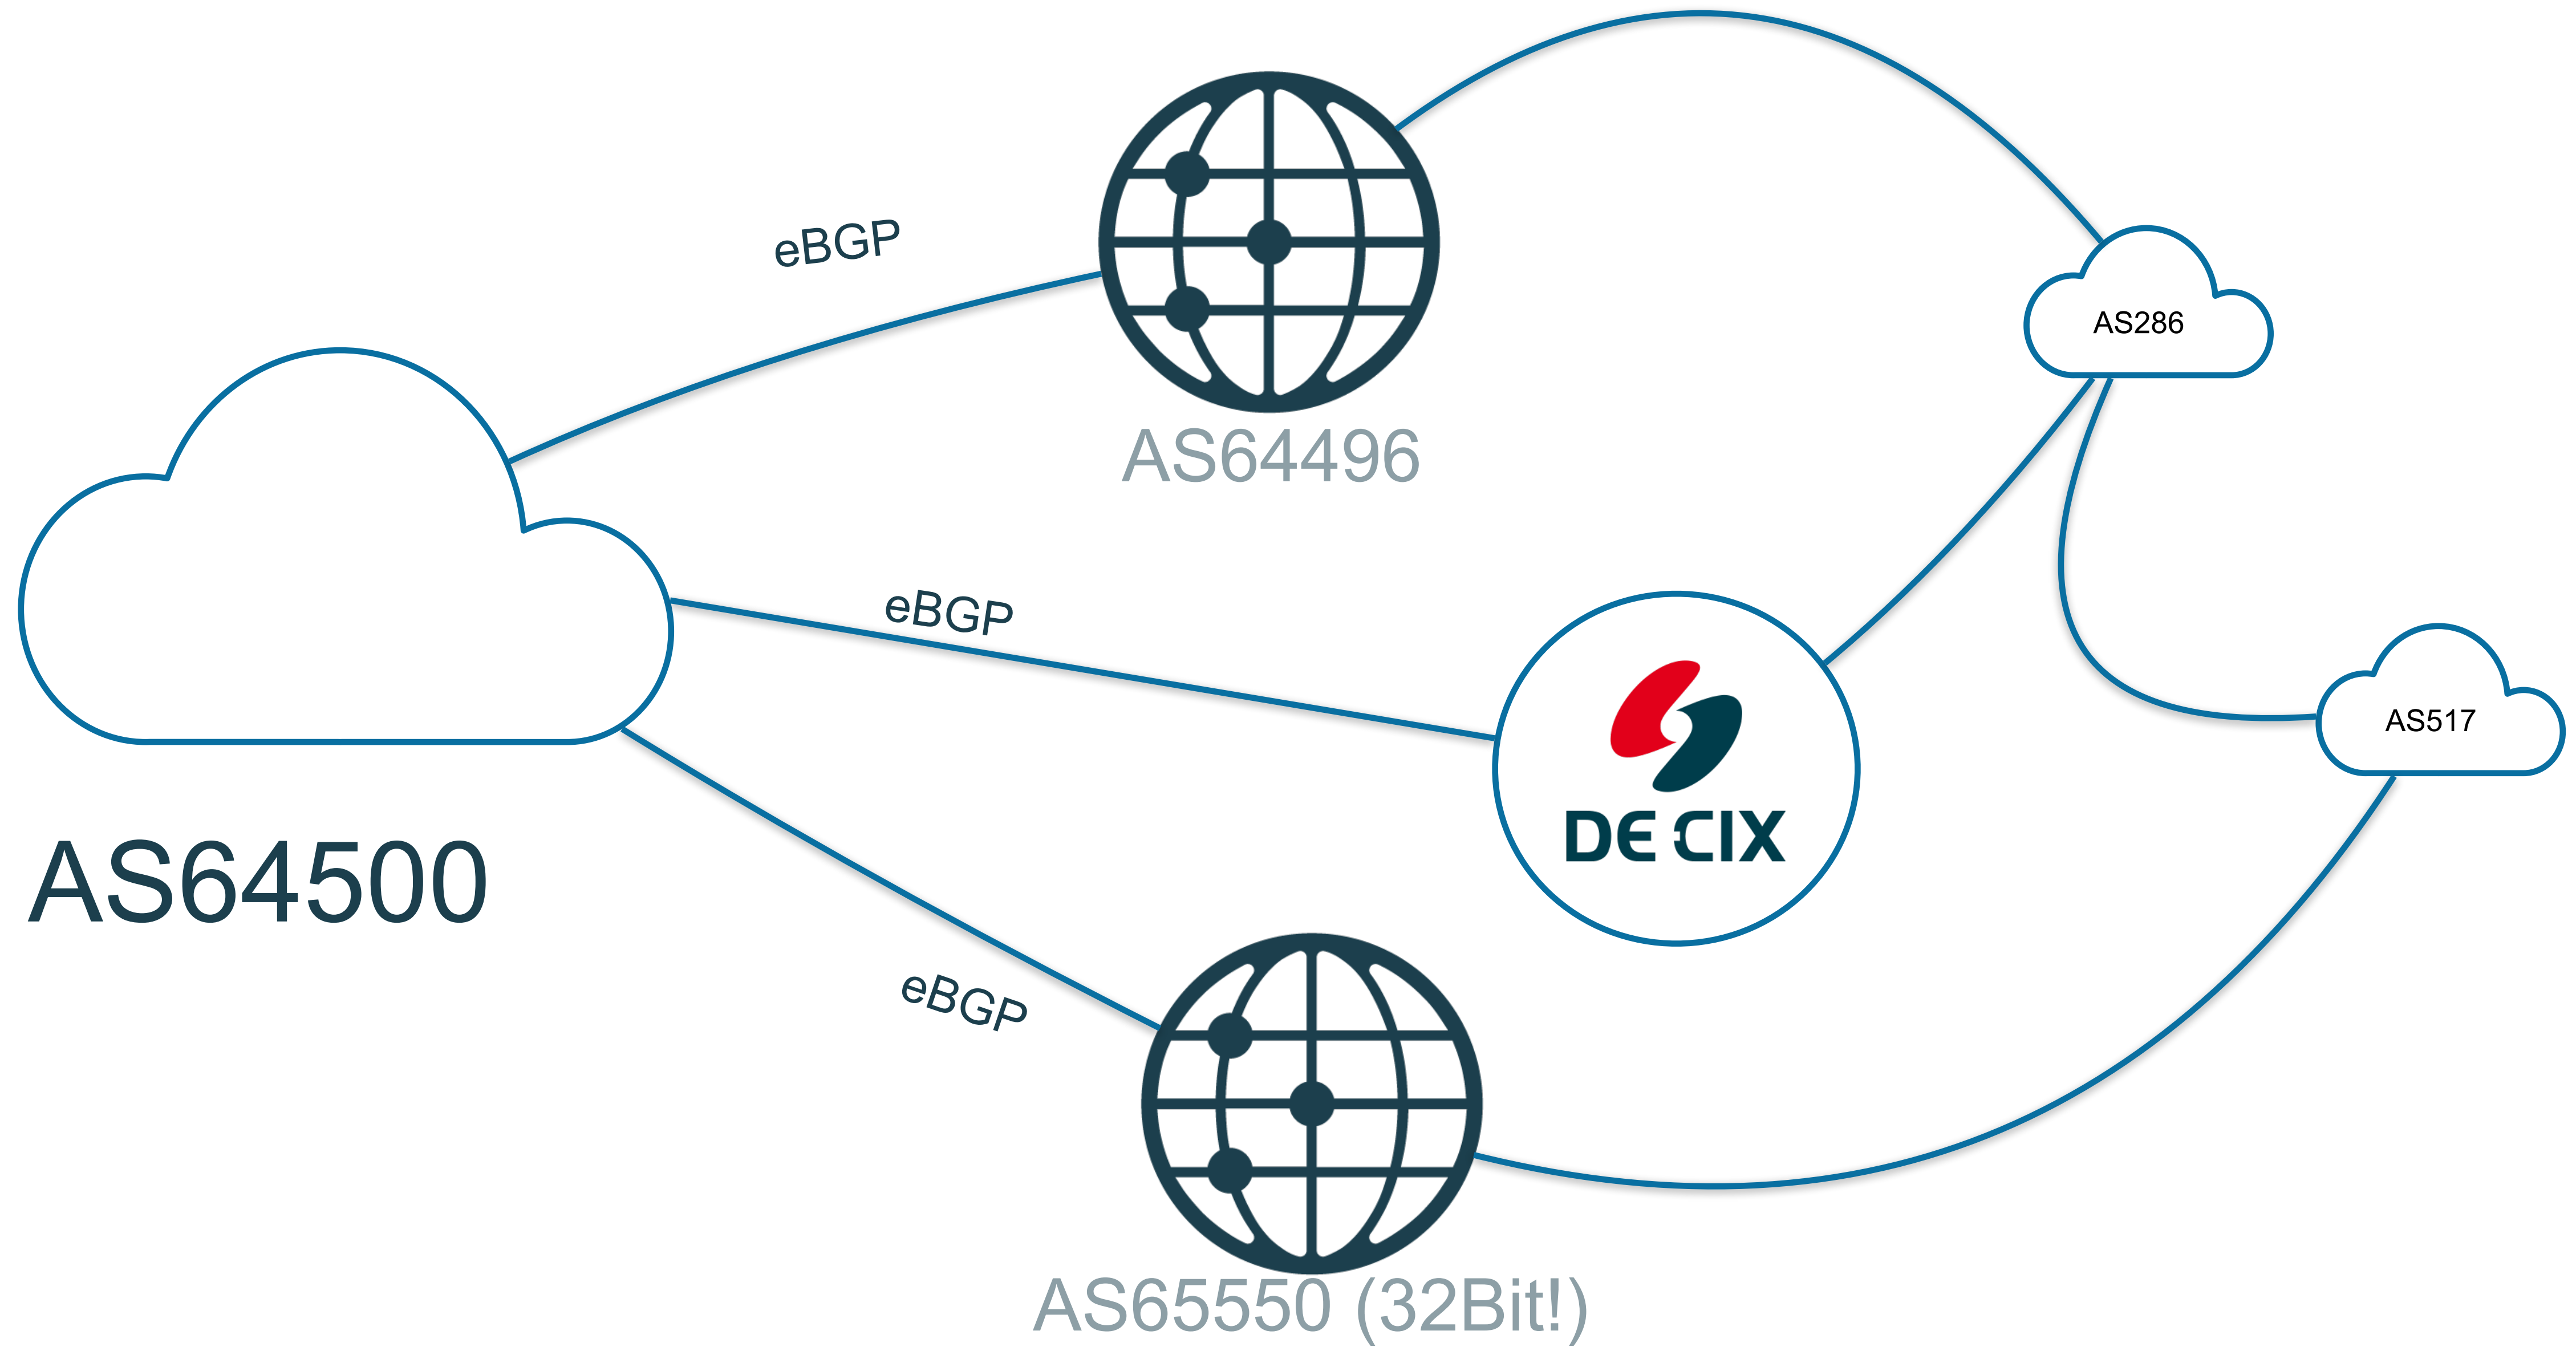 eBGP
AS64496
AS286
eBGP
AS517
DE-CIX
AS64500
eBGP
AS65550 (32Bit!)